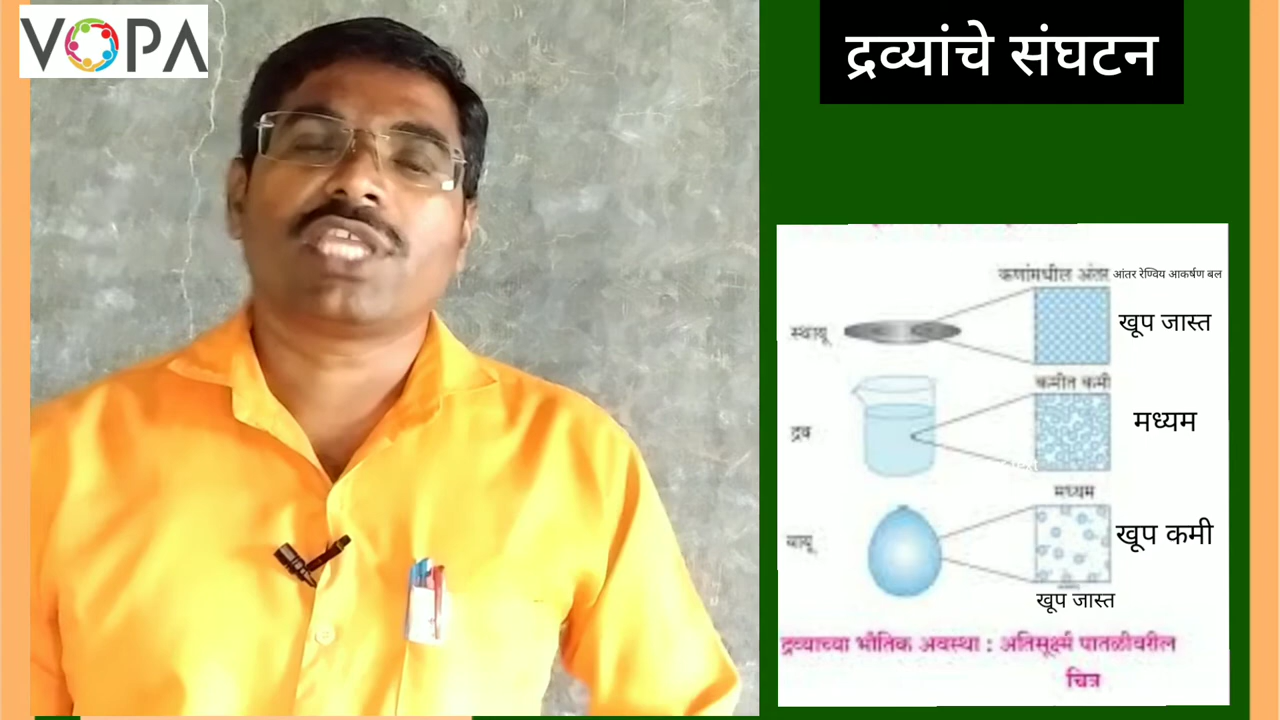 VOPA
द्रव्यांचे संघटन
कणांमधील अंतर आंतर रेण्विय आकर्षण बल
स्थायू
खूप जास्त
कमीत कमी
द्रव
मध्यम
मध्यम
वायू
खूप कमी
खूप जास्त
द्रव्याच्या भौतिक अवस्था : अतिसूक्ष्म पातळीवरील
चित्र